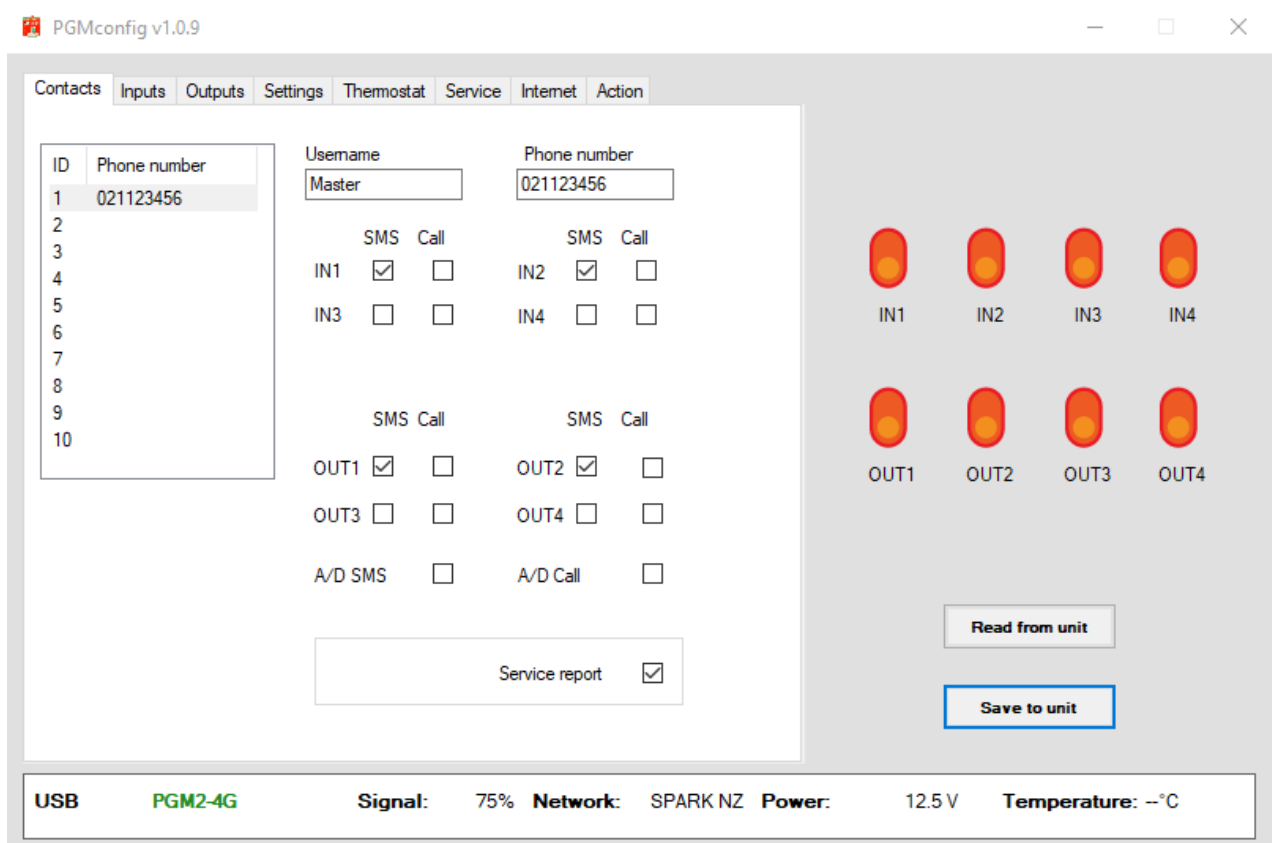 PGMconfig v1.0.9
Contacts Inputs Outputs Settings Thermostat Service Internet Action
ID Phone number
1 021123456
2
3
4
5
6
7
8
9
10
Username Phone number
Master 021123456
SMS Call SMS Call
IN1 IN2
IN3 IN4
SMS Call SMS Call
OUT1 OUT2
OUT3 OUT4
A/D SMS A/D Call
Service report
IN1 IN2 IN3 IN4
OUT1 OUT2 OUT3 OUT4
Read from unit
Save to unit
USB PGM2-4G Signal: 75% Network: SPARK NZ Power: 12.5 V Temperature: --°C